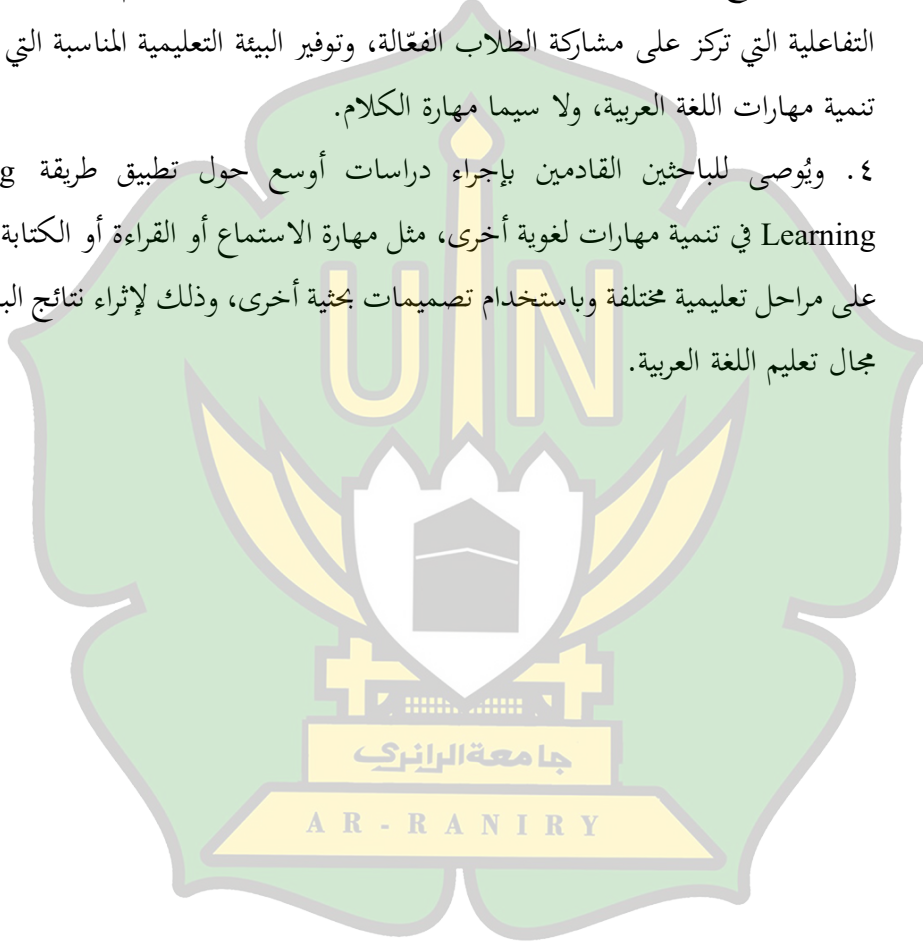 التفاعلية التي تركز على مشاركة الطلاب الفعّالة، وتوفير البيئة التعليمية المناسبة التي
تنمية مهارات اللغة العربية، ولا سيما مهارة الكلام.
٤. ويُوصى للباحثين القادمين بإجراء دراسات أوسع حول تطبيق طريقة
Learning في تنمية مهارات لغوية أخرى، مثل مهارة الاستماع أو القراءة أو الكتابة
على مراحل تعليمية مختلفة وباستخدام تصميمات بحثية أخرى، وذلك لإثراء نتائج
مجال تعليم اللغة العربية.
UIN
جامعة الرانري
AR-RANIRY